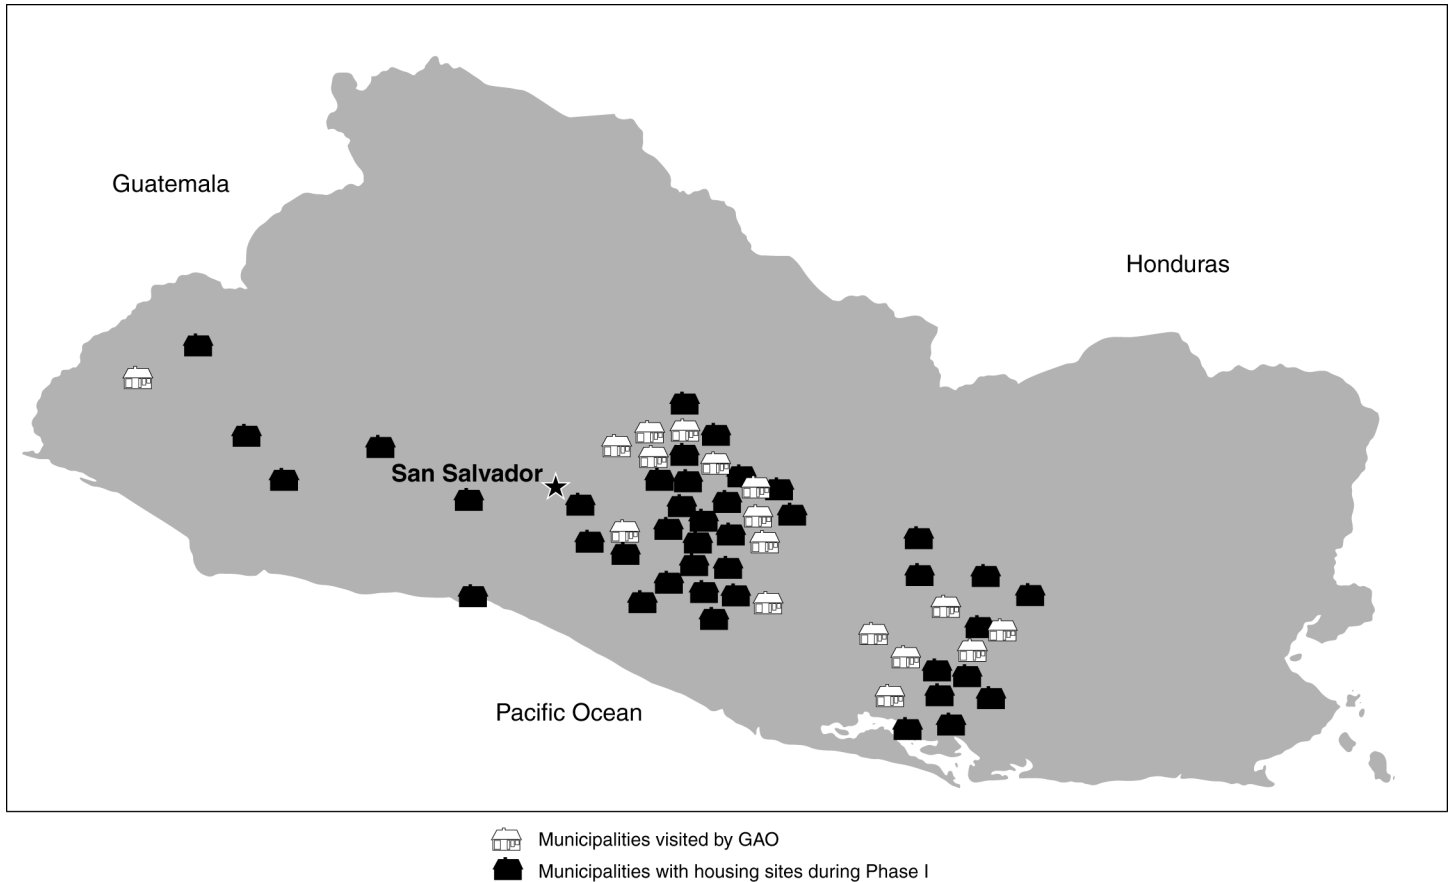 Guatemala
Honduras
San Salvador
Pacific Ocean
Municipalities visited by GAO
Municipalities with housing sites during Phase I